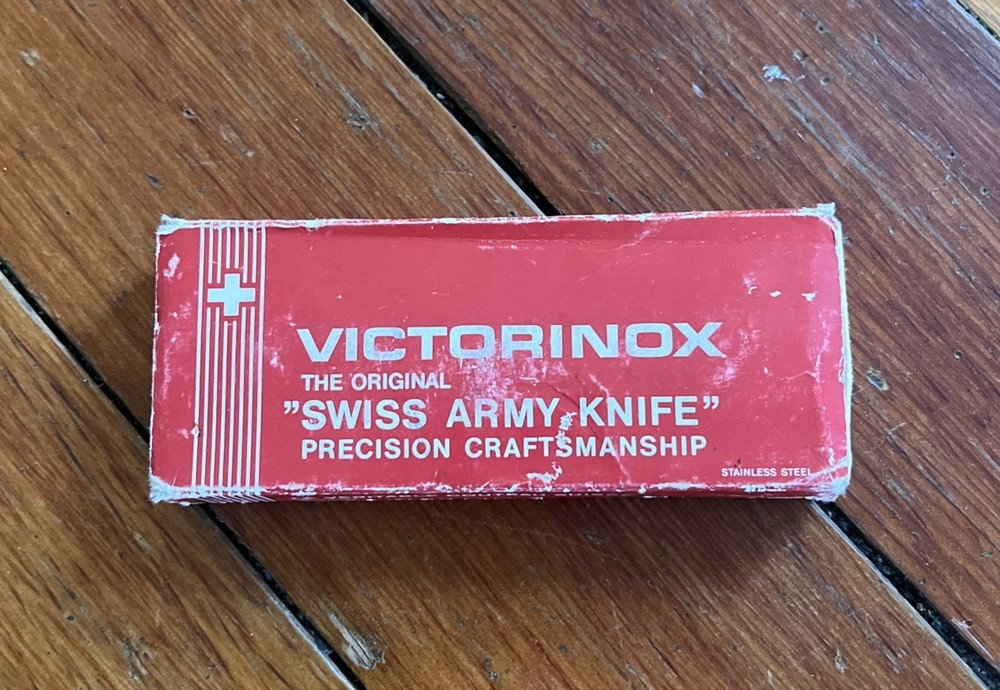 VICTORINOX
THE ORIGINAL
”SWISS ARMY KNIFE”
PRECISION CRAFTSMANSHIP
STAINLESS STEEL